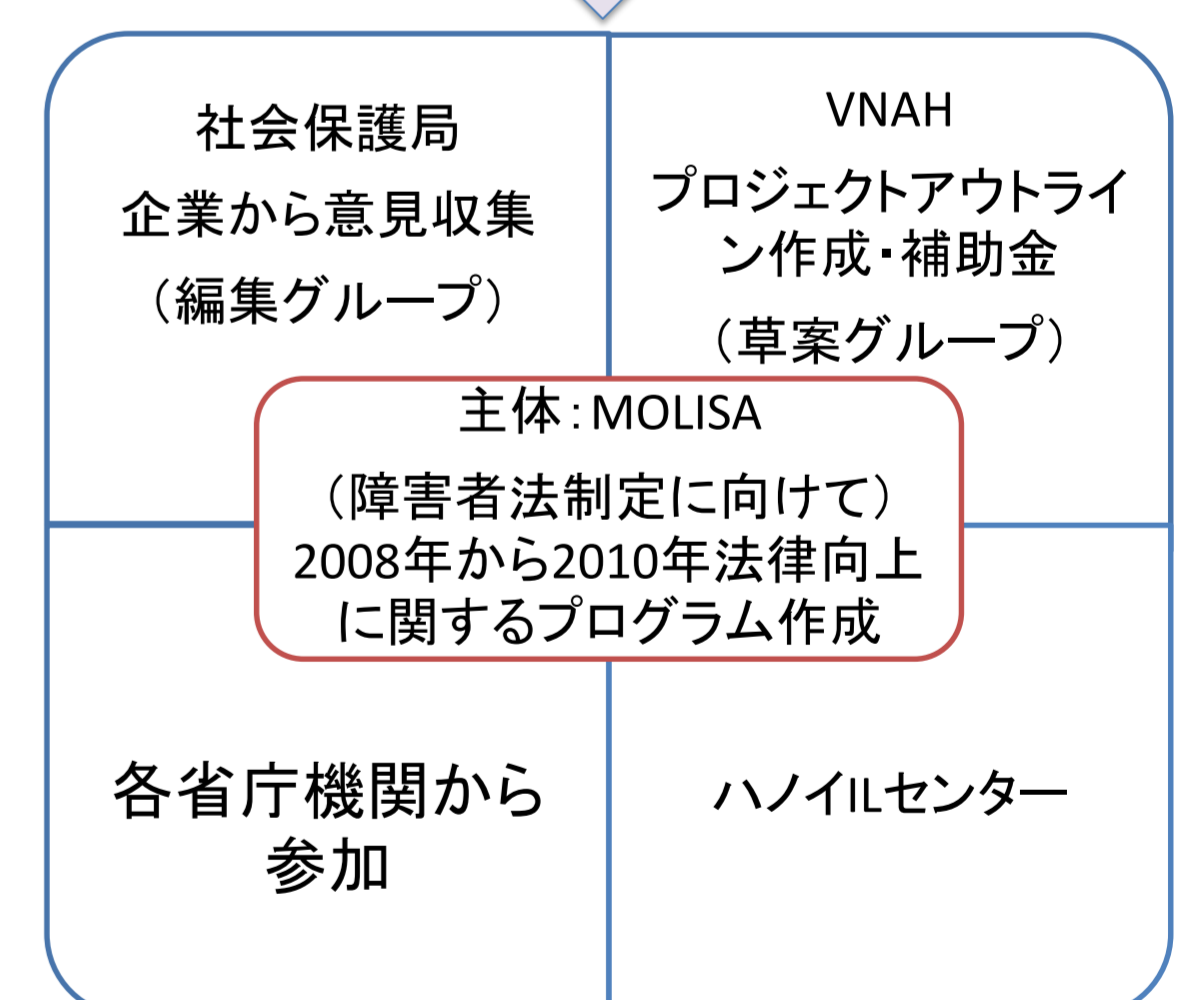 社会保護局
企業から意見収集
（編集グループ）
VNAH
プロジェクトアウトライ
ン作成・補助金
（草案グループ）
主体：MOLISA
（障害者法制定に向けて）
2008年から2010年法律向上
に関するプログラム作成
各省庁機関から
参加
ハノイILセンター